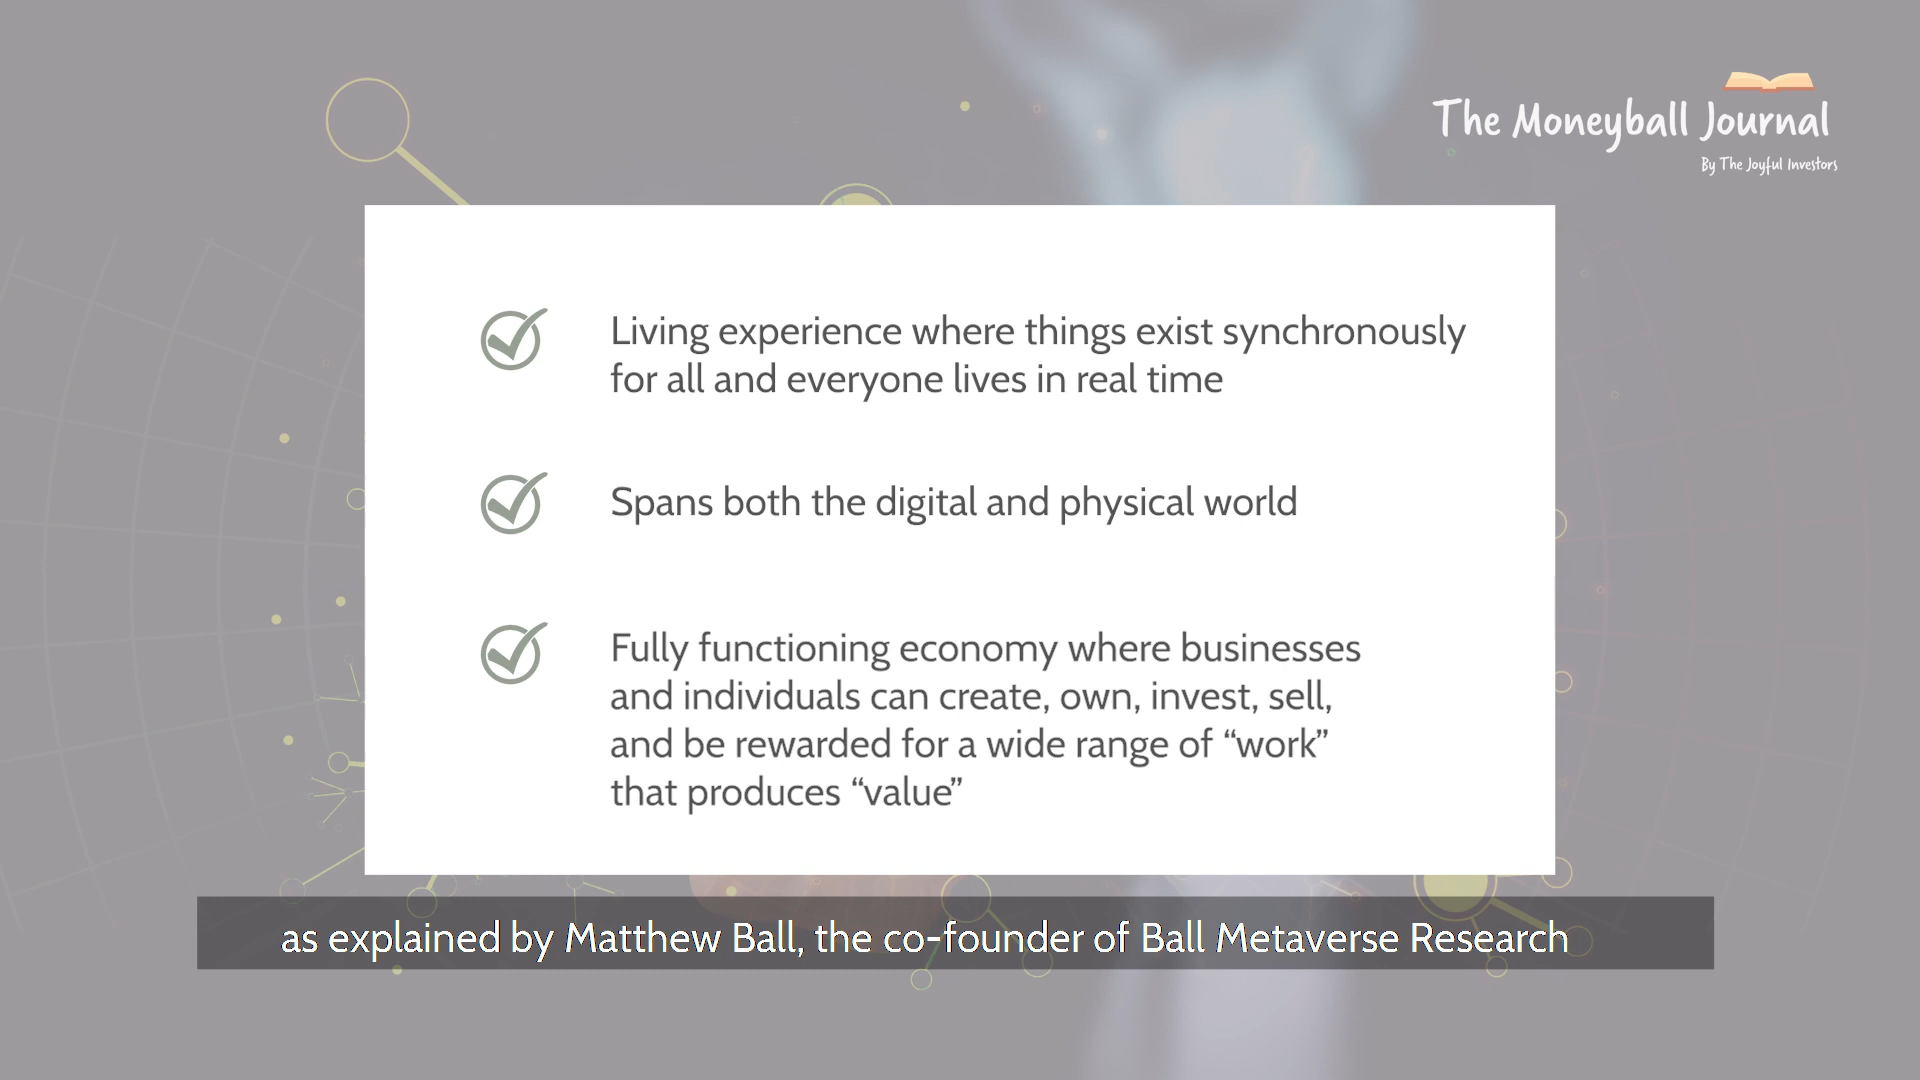 The Moneyball Journal
By The Joyful Investors
Living experience where things exist synchronously
for all and everyone lives in real time
Spans both the digital and physical world
Fully functioning economy where businesses
and individuals can create, own, invest, sell,
and be rewarded for a wide range of “work”
that produces “value”
as explained by Matthew Ball, the co-founder of Ball Metaverse Research